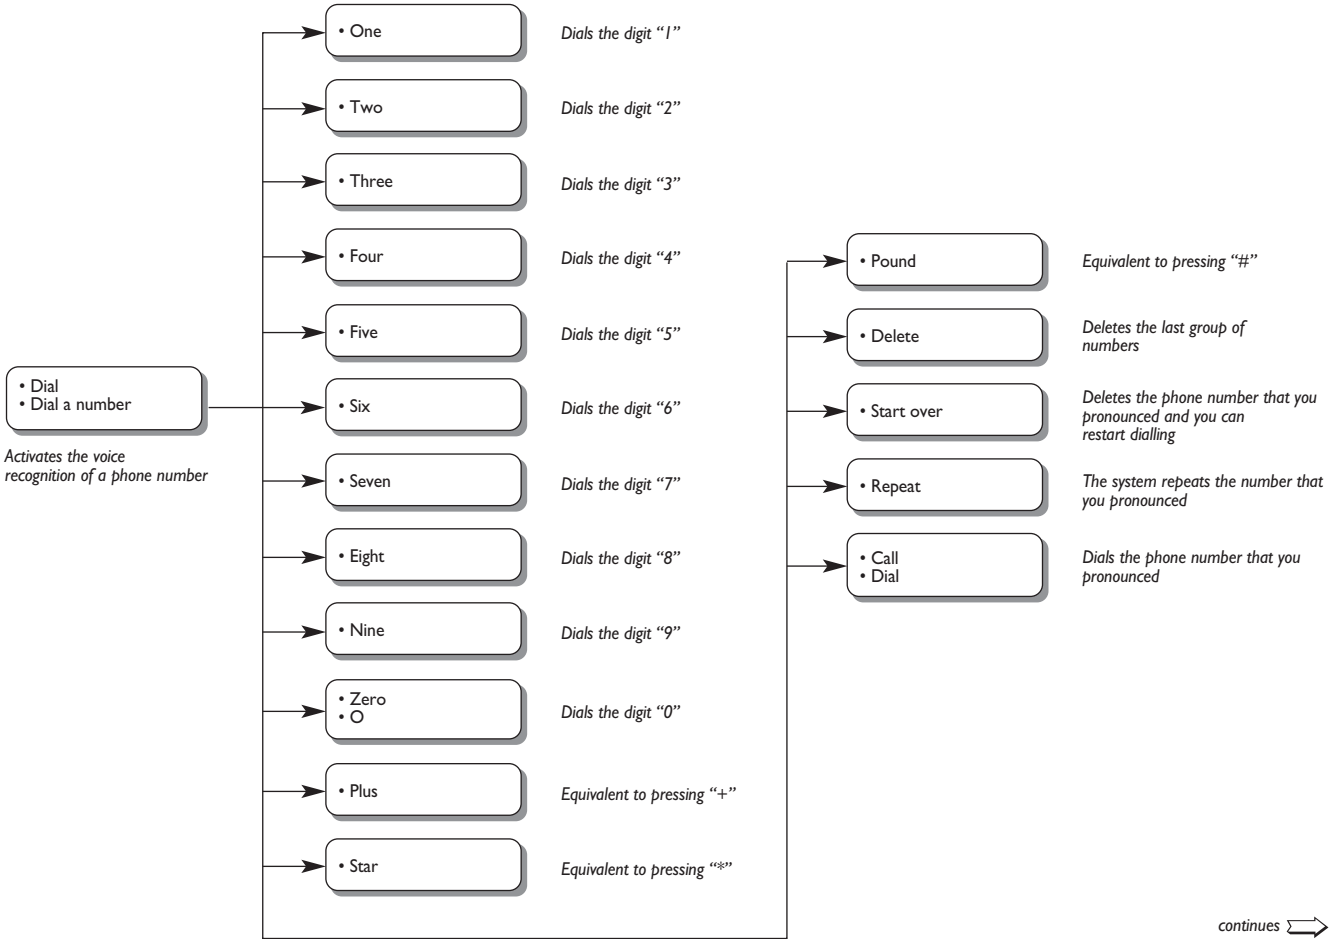 • Dial
• Dial a number
Activates the voice
recognition of a phone number
• One
Dials the digit “1”
• Two
Dials the digit “2”
• Three
Dials the digit “3”
• Four
Dials the digit “4”
• Five
Dials the digit “5”
• Six
Dials the digit “6”
• Seven
Dials the digit “7”
• Eight
Dials the digit “8”
• Nine
Dials the digit “9”
• Zero
• O
Dials the digit “0”
• Plus
Equivalent to pressing “+”
• Star
Equivalent to pressing “*”
• Pound
Equivalent to pressing “#”
• Delete
Deletes the last group of
numbers
• Start over
Deletes the phone number that you
pronounced and you can
restart dialling
• Repeat
The system repeats the number that
you pronounced
• Call
• Dial
Dials the phone number that you
pronounced
continues